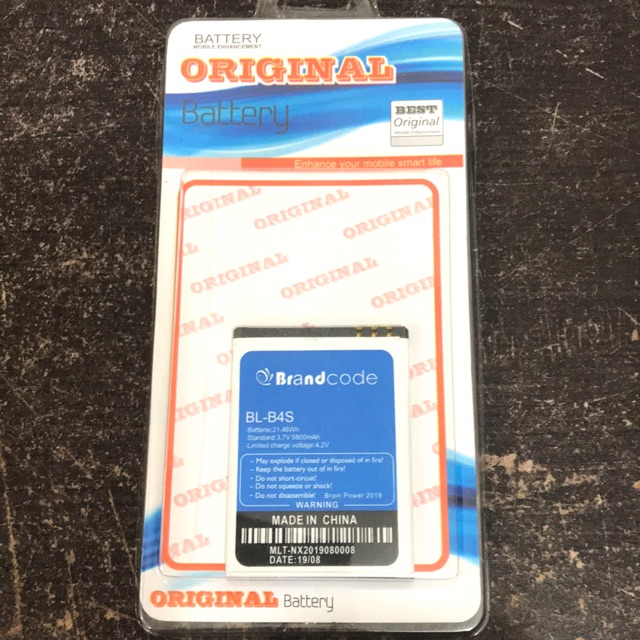 BATTERY
MOBILE ENHANCEMENT
ORIGINAL
Battery
BEST
Original
Mobile Enhancement
Enhance your mobile smart life
ORIGINAL
ORIGINAL
ORIGINAL
ORIGINAL
ORIGINAL
ORIGINAL
Brandcode
BL-B4S
-Batterie:21.46Wh
-Standard:3.7V 5800mAh
-Limited charge voltage:4.2V
- May explode if closed or disposed of in fire!
- Keep the battery out of in fire!
- Do not short-circuit!
- Do not squeeze or shock!
- Do not disassemble! Brain Power 2019
WARNING
MADE IN CHINA
MLT-NX2019080008
DATE:19/08
ORIGINAL Battery